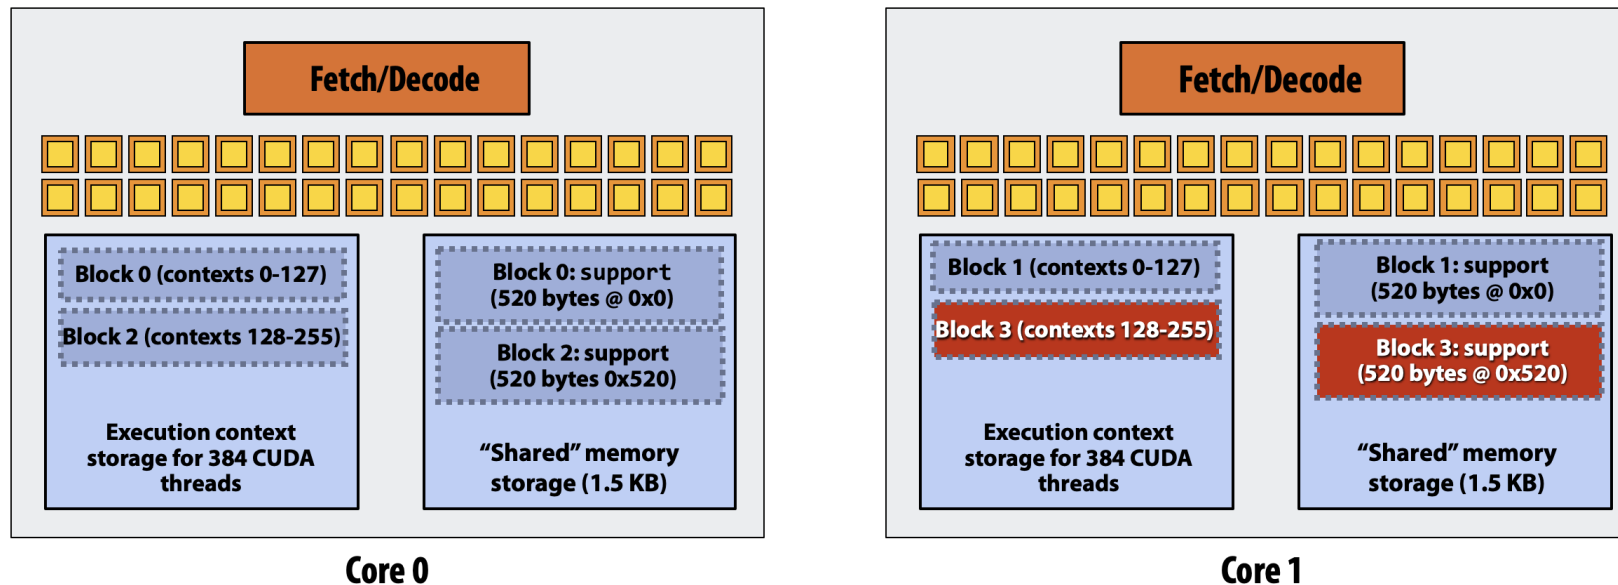 Fetch/Decode
Block 0 (contexts 0-127)
Block 2 (contexts 128-255)
Execution context
storage for 384 CUDA
threads
Block 0: support
(520 bytes @ 0x0)
Block 2: support
(520 bytes 0x520)
“Shared” memory
storage (1.5 KB)
Core 0
Fetch/Decode
Block 1 (contexts 0-127)
Block 3 (contexts 128-255)
Execution context
storage for 384 CUDA
threads
Block 1: support
(520 bytes @ 0x0)
Block 3: support
(520 bytes @ 0x520)
“Shared” memory
storage (1.5 KB)
Core 1